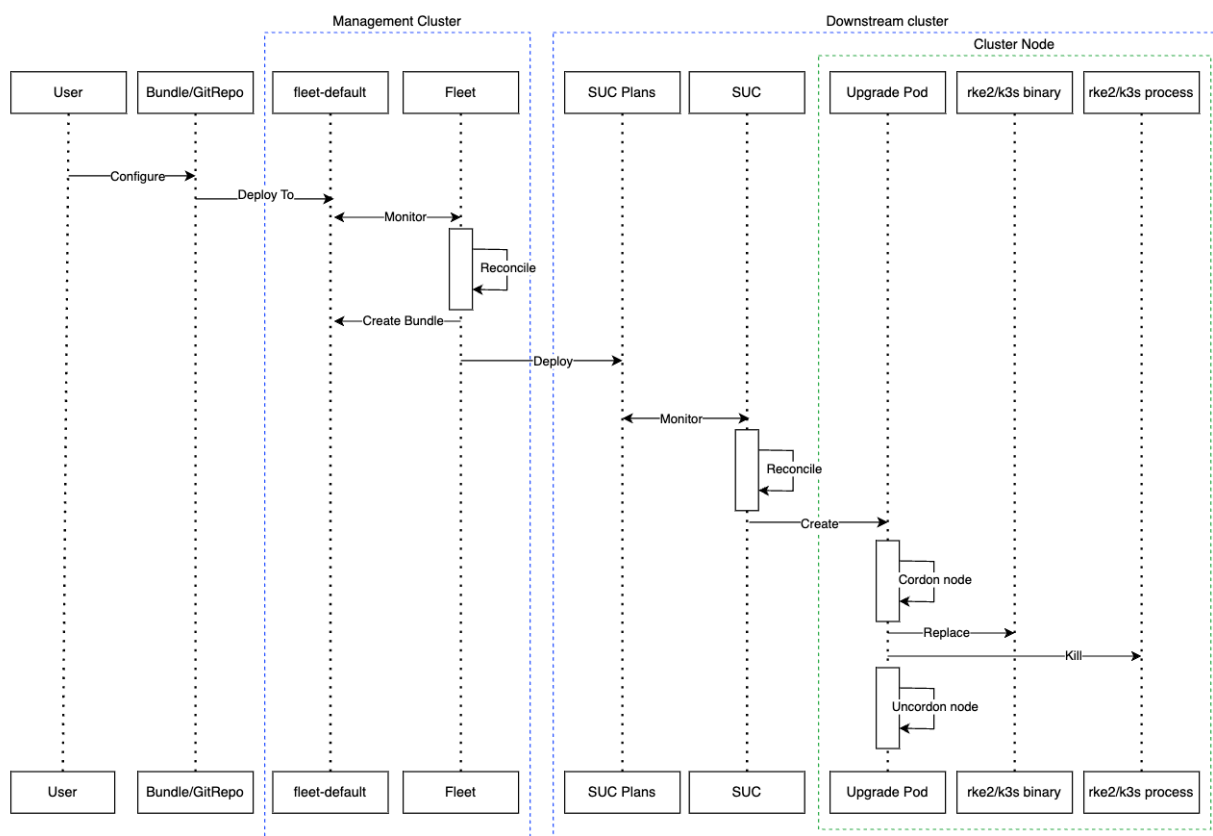 Management Cluster
Downstream cluster
Cluster Node
User
Bundle/GitRepo
fleet-default
Fleet
SUC Plans
SUC
Upgrade Pod
rke2/k3s binary
rke2/k3s process
Configure
Deploy To
Monitor
Reconcile
Create Bundle
Deploy
Monitor
Reconcile
Create
Cordon node
Replace
Kill
Uncordon node
User
Bundle/GitRepo
fleet-default
Fleet
SUC Plans
SUC
Upgrade Pod
rke2/k3s binary
rke2/k3s process